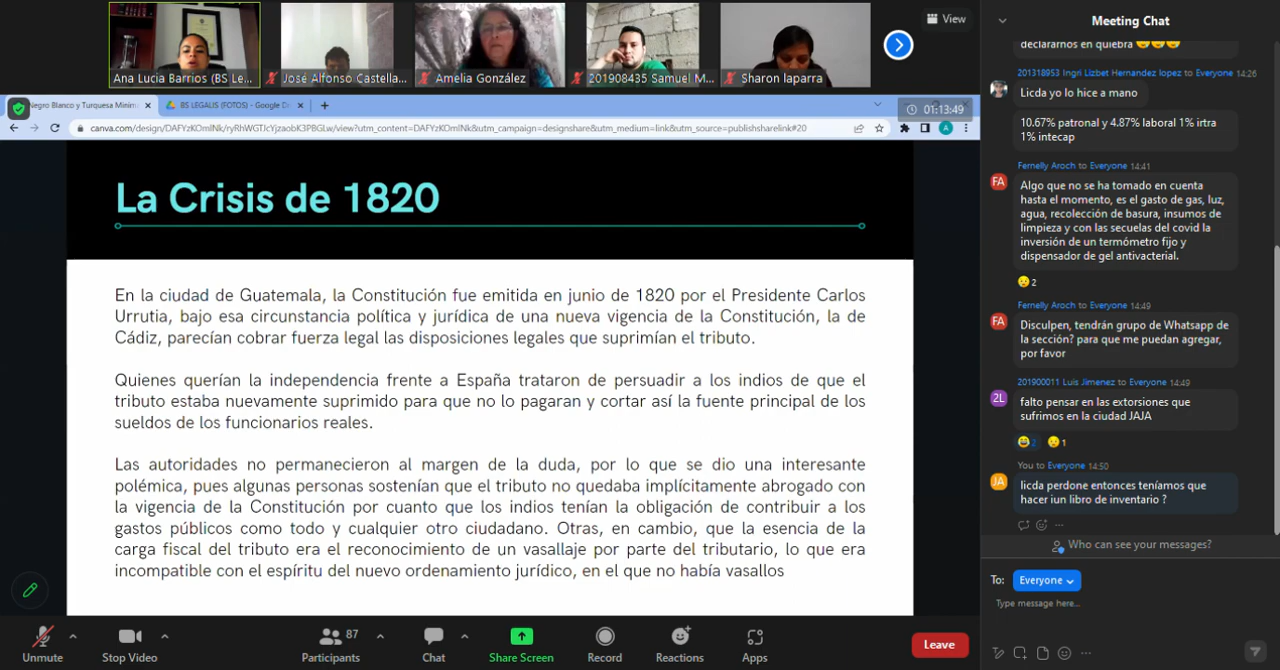 Ana Lucia Barrios (BS Le...
José Alfonso Castella...
Amelia González
201908435 Samuel M...
Sharon laparra
View
Negro Blanco y Turquesa Minim
BS LEGALIS (FOTOS) - Google D
01:13:49
canva.com/design/DAFYzKOmlNk/ryRhWGTJcYjzaobK3PBGLw/view?utm_content=DAFYzKOmlNk&utm_campaign=designshare&utm_medium=link&utm_source=publishsharelink#20
A
La Crisis de 1820
En la ciudad de Guatemala, la Constitución fue emitida en junio de 1820 por el Presidente Carlos
Urrutia, bajo esa circunstancia política y jurídica de una nueva vigencia de la Constitución, la de
Cádiz, parecían cobrar fuerza legal las disposiciones legales que suprimían el tributo.
Quienes querían la independencia frente a España trataron de persuadir a los indios de que el
tributo estaba nuevamente suprimido para que no lo pagaran y cortar así la fuente principal de los
sueldos de los funcionarios reales.
Las autoridades no permanecieron al margen de la duda, por lo que se dio una interesante
polémica, pues algunas personas sostenían que el tributo no quedaba implícitamente abrogado con
la vigencia de la Constitución por cuanto que los indios tenían la obligación de contribuir a los
gastos públicos como todo y cualquier otro ciudadano. Otras, en cambio, que la esencia de la
carga fiscal del tributo era el reconocimiento de un vasallaje por parte del tributario, lo que era
incompatible con el espíritu del nuevo ordenamiento jurídico, en el que no había vasallos
Unmute
Stop Video
87
Participants
Chat
Share Screen
Record
Reactions
Apps
Leave
Meeting Chat
declararnos en quiebra
201318953 Ingri Lizbet Hernandez lopez to Everyone 14:26
Licda yo lo hice a mano
10.67% patronal y 4.87% laboral 1% irtra
1% intecap
Fernelly Aroch to Everyone 14:41
FA
Algo que no se ha tomado en cuenta
hasta el momento, es el gasto de gas, luz,
agua, recolección de basura, insumos de
limpieza y con las secuelas del covid la
inversión de un termómetro fijo y
dispensador de gel antivacterial.
2
Fernelly Aroch to Everyone 14:49
FA
Disculpen, tendrán grupo de Whatsapp de
la sección? para que me puedan agregar,
por favor
201900011 Luis Jimenez to Everyone 14:49
2L
falto pensar en las extorsiones que
sufrimos en la ciudad JAJA
2 1
You to Everyone 14:50
JA
licda perdone entonces teníamos que
hacer iun libro de inventario ?
Who can see your messages?
To: Everyone
Type message here...